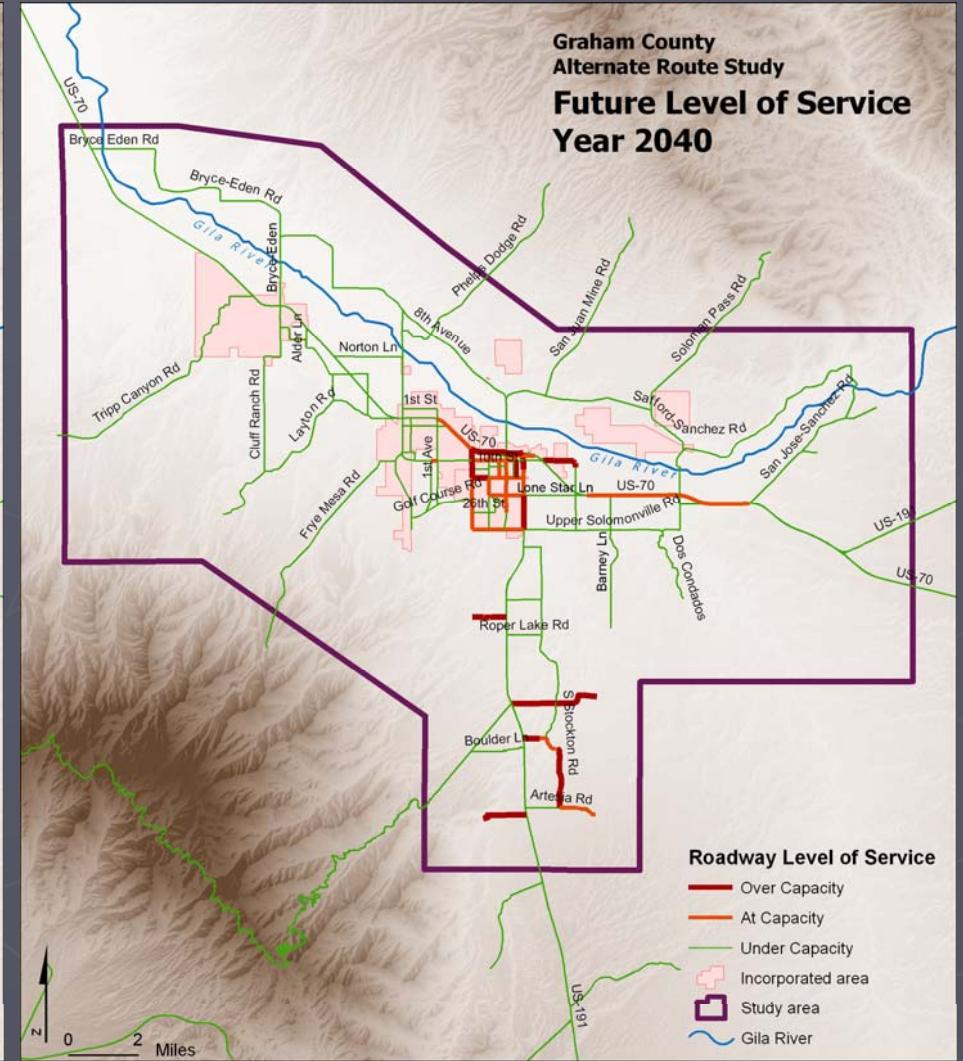 Graham County
Alternate Route Study
Future Level of Service
Year 2040
US-70
Bryce Eden Rd
Bryce-Eden Rd
Gila River
Bryce-Eden
Phelps Dodge Rd
8th Avenue
San Juan Mine Rd
Soloman Pass Rd
Alder Ln
Norton Ln
Tripp Canyon Rd
Cluff Ranch Rd
Layton Rd
1st St
Safford-Sanchez Rd
San Jose-Sanchez Rd
US-70
1st Ave
10th St
Gila River
Golf Course Rd
Lone Star Ln
US-70
26th St
Frye Mesa Rd
Upper Solomonville Rd
US-191
Barney Ln
Dos Condados
US-70
Roper Lake Rd
S Stockton Rd
Boulder Ln
Artesia Rd
Roadway Level of Service
Over Capacity
At Capacity
Under Capacity
Incorporated area
Study area
Gila River
US-191
N
0 2
Miles